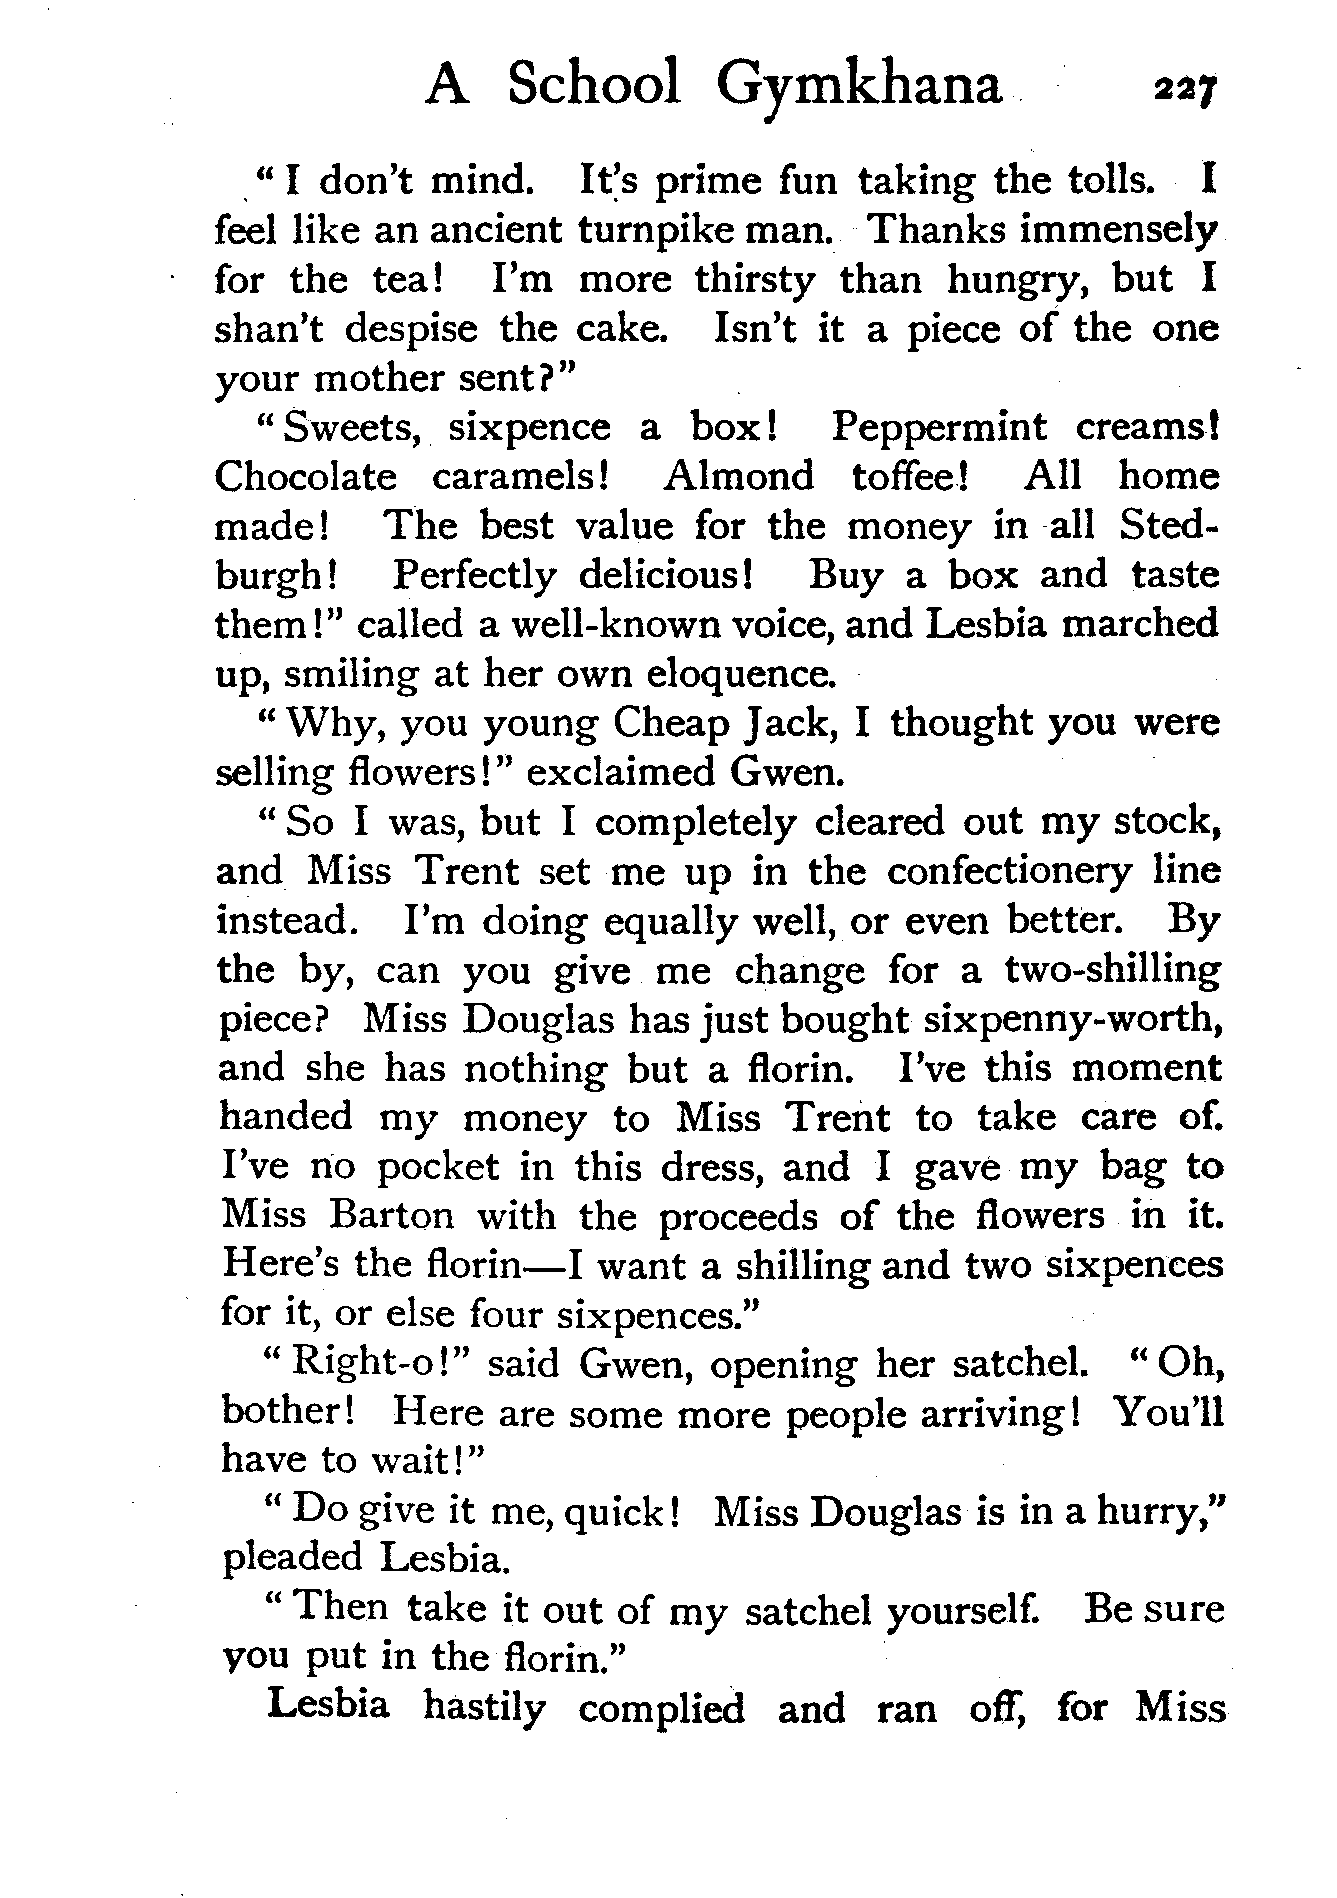 A School Gymkhana 227
“I don't mind. It's prime fun taking the tolls. I
feel like an ancient turnpike man. Thanks immensely
for the tea! I'm more thirsty than hungry, but I
shan't despise the cake. Isn't it a piece of the one
your mother sent?”
“Sweets, sixpence a box! Peppermint creams!
Chocolate caramels! Almond toffee! All home
made! The best value for the money in all Sted-
burgh! Perfectly delicious! Buy a box and taste
them!” called a well-known voice, and Lesbia marched
up, smiling at her own eloquence.
“Why, you young Cheap Jack, I thought you were
selling flowers!” exclaimed Gwen.
“So I was, but I completely cleared out my stock,
and Miss Trent set me up in the confectionery line
instead. I'm doing equally well, or even better. By
the by, can you give me change for a two-shilling
piece? Miss Douglas has just bought sixpenny-worth,
and she has nothing but a florin. I've this moment
handed my money to Miss Trent to take care of.
I've no pocket in this dress, and I gave my bag to
Miss Barton with the proceeds of the flowers in it.
Here's the florin—I want a shilling and two sixpences
for it, or else four sixpences.”
“Right-o!” said Gwen, opening her satchel. “Oh,
bother! Here are some more people arriving! You'll
have to wait!”
“Do give it me, quick! Miss Douglas is in a hurry,”
pleaded Lesbia.
“Then take it out of my satchel yourself. Be sure
you put in the florin.”
Lesbia hastily complied and ran off, for Miss